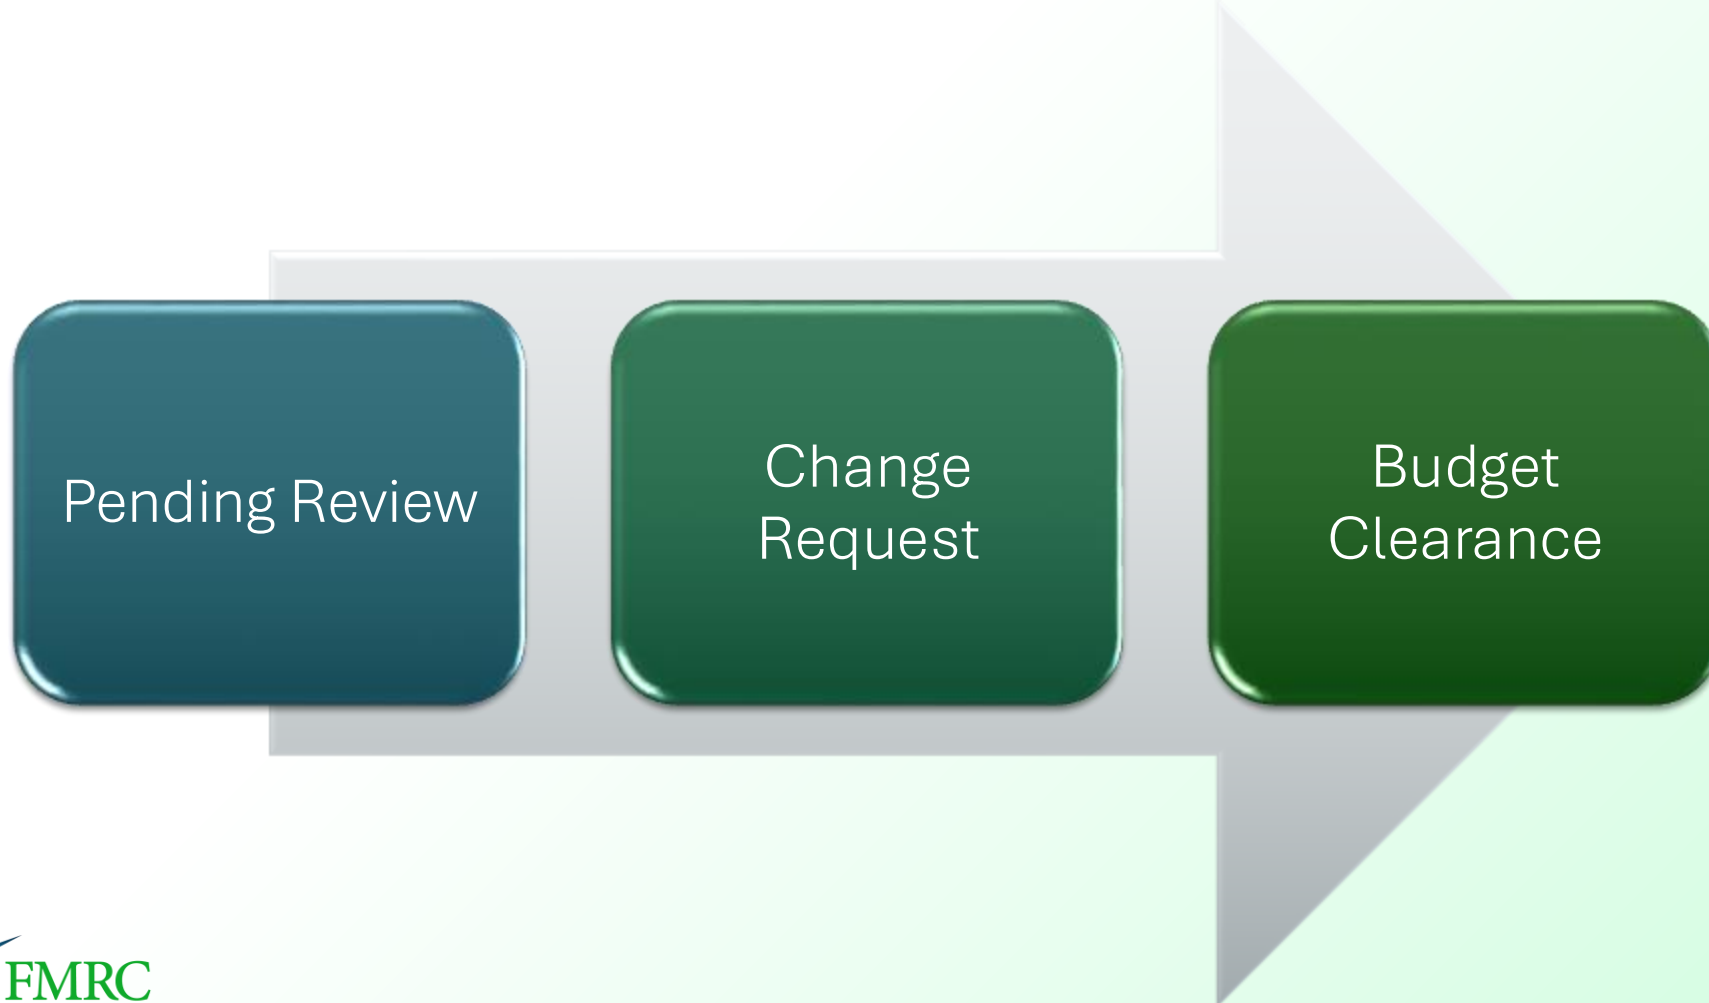 Pending Review
Change
Request
Budget
Clearance
FMRC